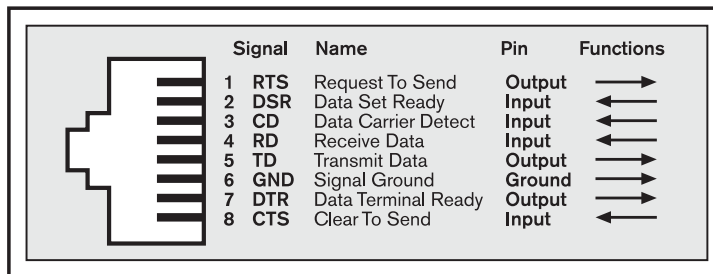 Signal Name Pin Functions
1 RTS Request To Send Output
2 DSR Data Set Ready Input
3 CD Data Carrier Detect Input
4 RD Receive Data Input
5 TD Transmit Data Output
6 GND Signal Ground Ground
7 DTR Data Terminal Ready Output
8 CTS Clear To Send Input